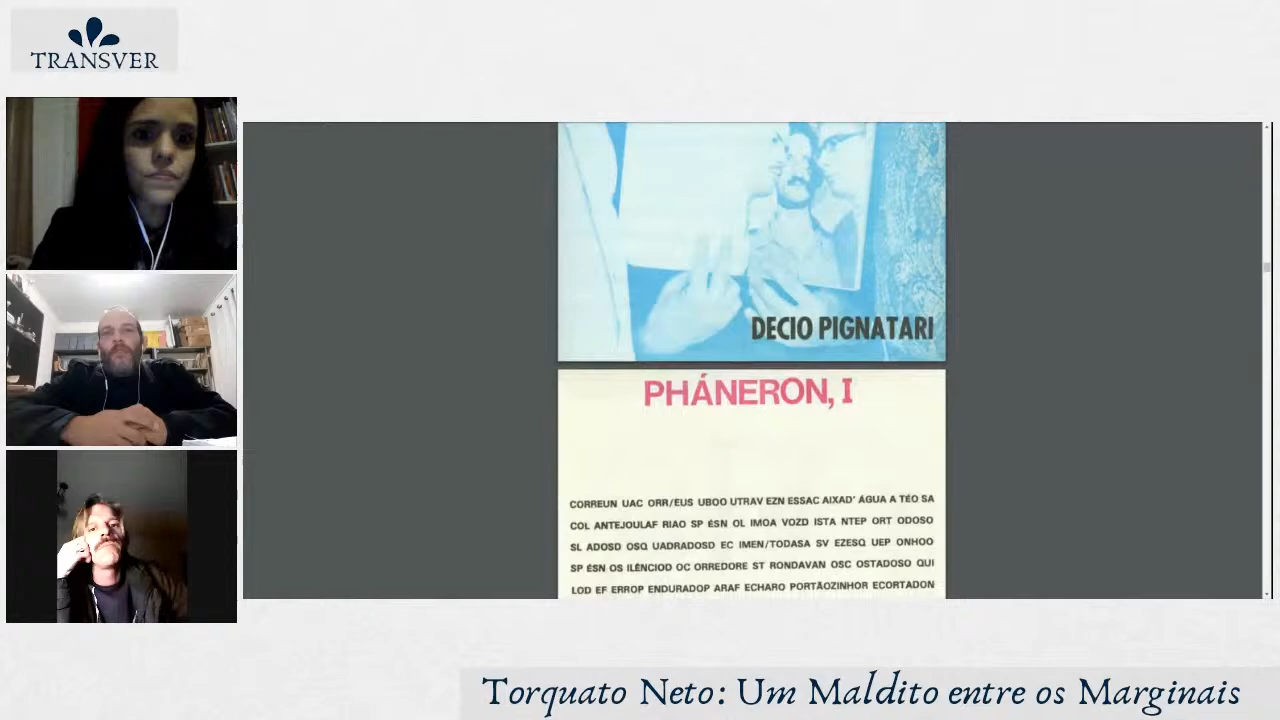 TRANSVER
DECIO PIGNATARI
PHÁNERON, I
CORREUN UAC ORR/EUS UBOO UTRAV EZN ESSAC AIXAD' ÁGUA A TÉO SA
COL ANTEJOULAF RIAO SP ÉSN OL IMOA VOZD ISTA NTEP ORT ODOSO
SL ADOSD OSQ UADRADOSD EC IMEN/TODASA SV EZESQ UEP ONHOO
SP ÉSN OS ILÊNCIOD OC ORREDORE ST RONDAVAN OSC OSTADOSO QUI
LOD EF ERROP ENDURADOP ARAF ECHARO PORTÃOZINHOR ECORTADON
Torquato Neto: Um Maldito entre os Marginais